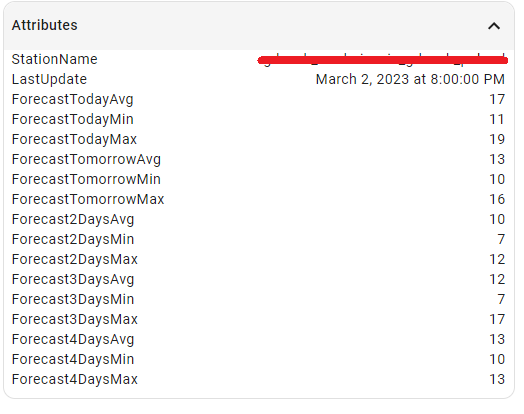 Attributes
StationName
LastUpdate March 2, 2023 at 8:00:00 PM
ForecastTodayAvg 17
ForecastTodayMin 11
ForecastTodayMax 19
ForecastTomorrowAvg 13
ForecastTomorrowMin 10
ForecastTomorrowMax 16
Forecast2DaysAvg 10
Forecast2DaysMin 7
Forecast2DaysMax 12
Forecast3DaysAvg 12
Forecast3DaysMin 7
Forecast3DaysMax 17
Forecast4DaysAvg 13
Forecast4DaysMin 10
Forecast4DaysMax 13